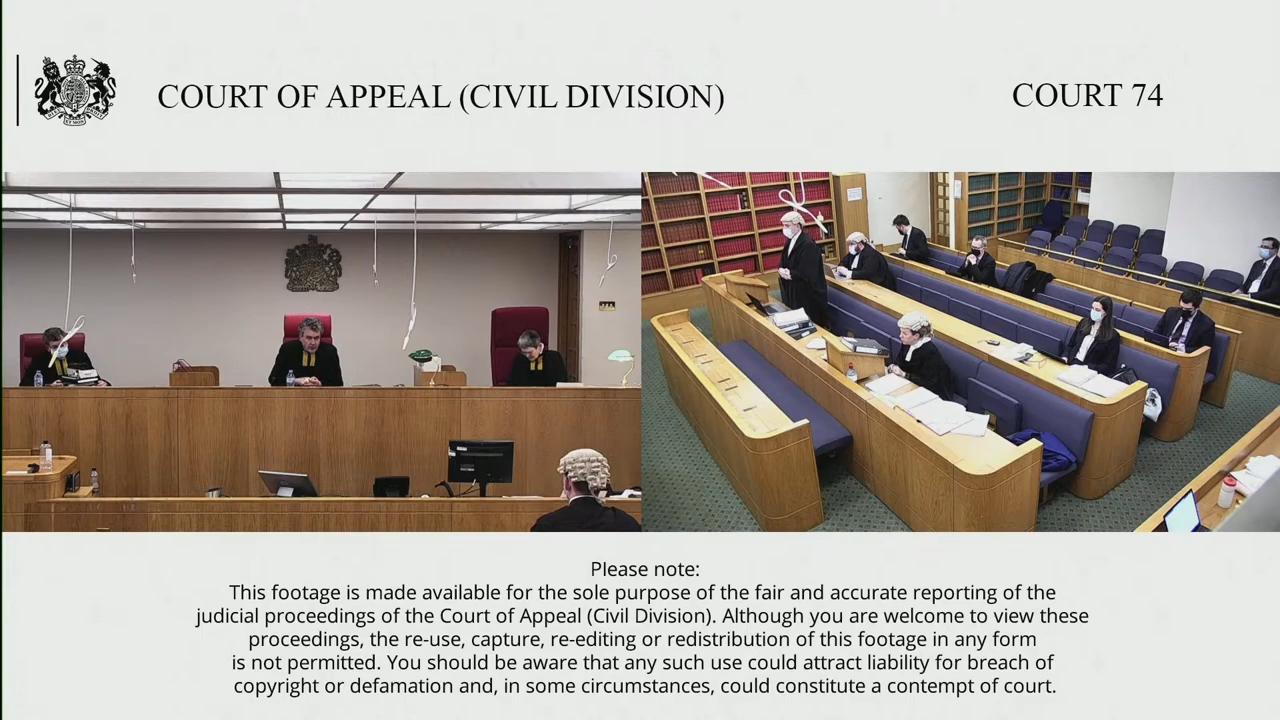 COURT OF APPEAL (CIVIL DIVISION)
COURT 74
Please note:
This footage is made available for the sole purpose of the fair and accurate reporting of the
judicial proceedings of the Court of Appeal (Civil Division). Although you are welcome to view these
proceedings, the re-use, capture, re-editing or redistribution of this footage in any form
is not permitted. You should be aware that any such use could attract liability for breach of
copyright or defamation and, in some circumstances, could constitute a contempt of court.